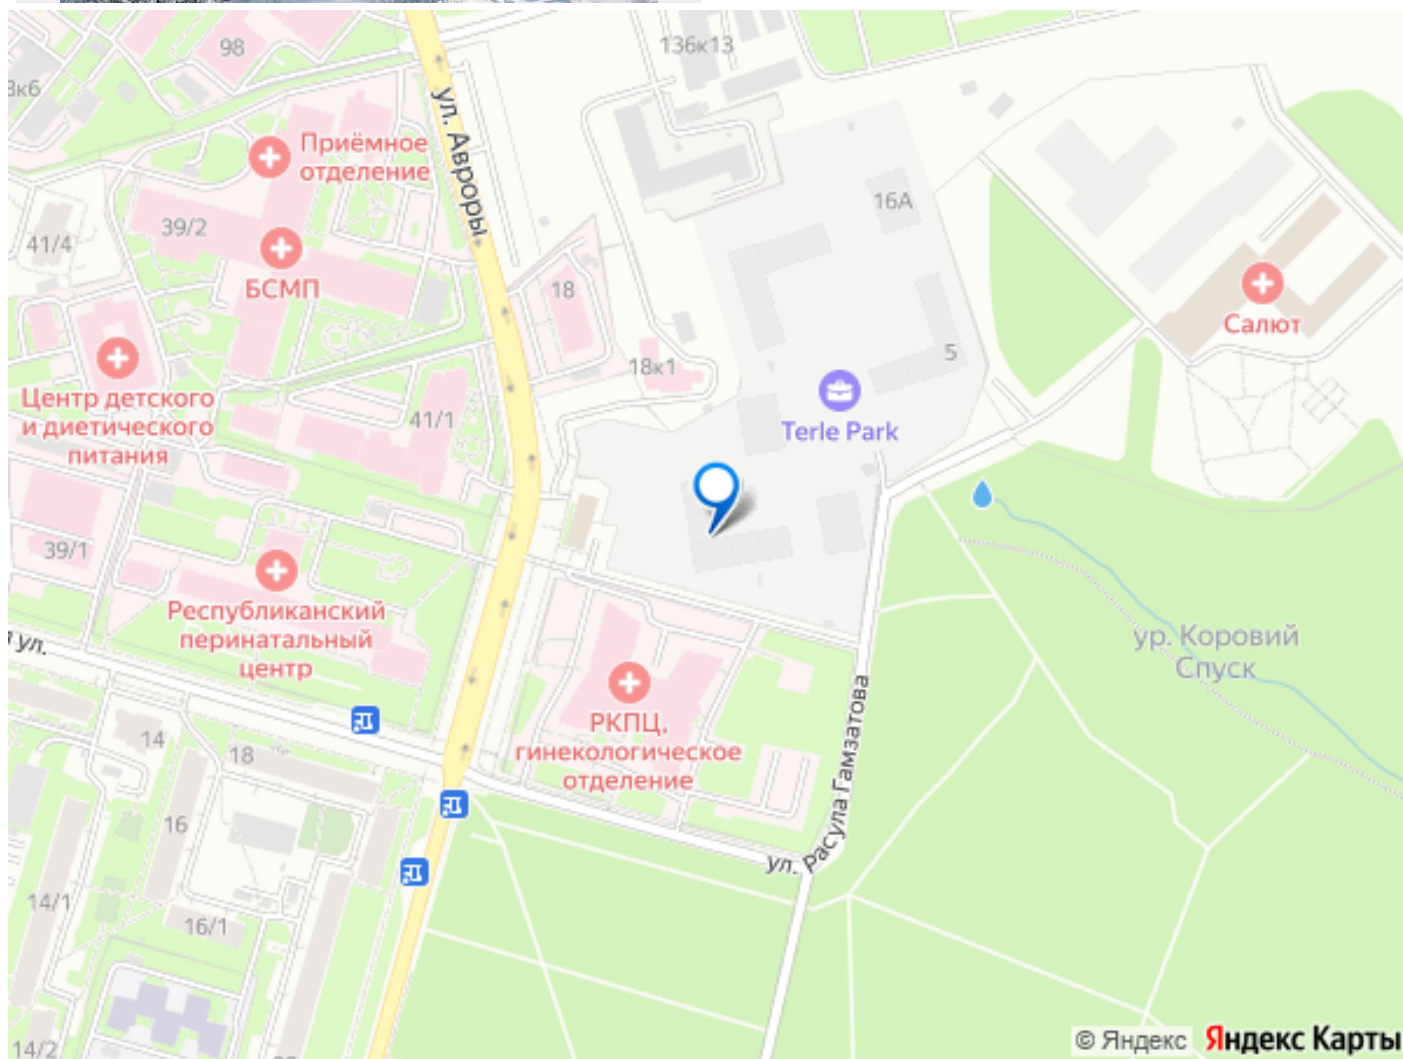 98
136к13
3к6
ул. Авроры
Приёмное
отделение
39/2
16А
41/4
БСМП
18
Салют
18к1
5
Центр детского
и диетического
питания
41/1
Terle Park
39/1
Республиканский
перинатальный
центр
ул.
ур. Коровий
Спуск
РКПЦ,
гинекологическое
отделение
14
18
16
ул. Расула Гамзатова
14/1
16/1
14/2
© Яндекс Яндекс Карты